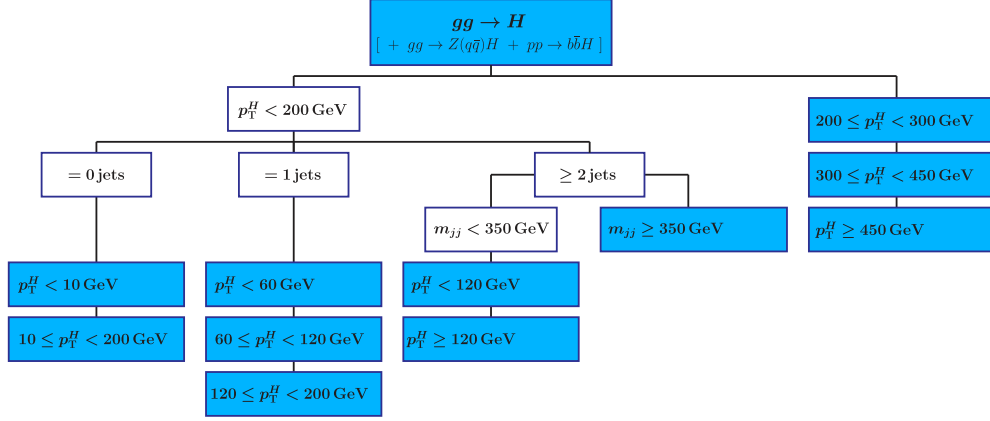 gg → H
[ + gg → Z(qq̅)H + pp → bb̅H ]
p_T^H < 200 GeV
200 ≤ p_T^H < 300 GeV
= 0 jets
= 1 jets
≥ 2 jets
300 ≤ p_T^H < 450 GeV
m_jj < 350 GeV
m_jj ≥ 350 GeV
p_T^H ≥ 450 GeV
p_T^H < 10 GeV
p_T^H < 60 GeV
p_T^H < 120 GeV
10 ≤ p_T^H < 200 GeV
60 ≤ p_T^H < 120 GeV
p_T^H ≥ 120 GeV
120 ≤ p_T^H < 200 GeV